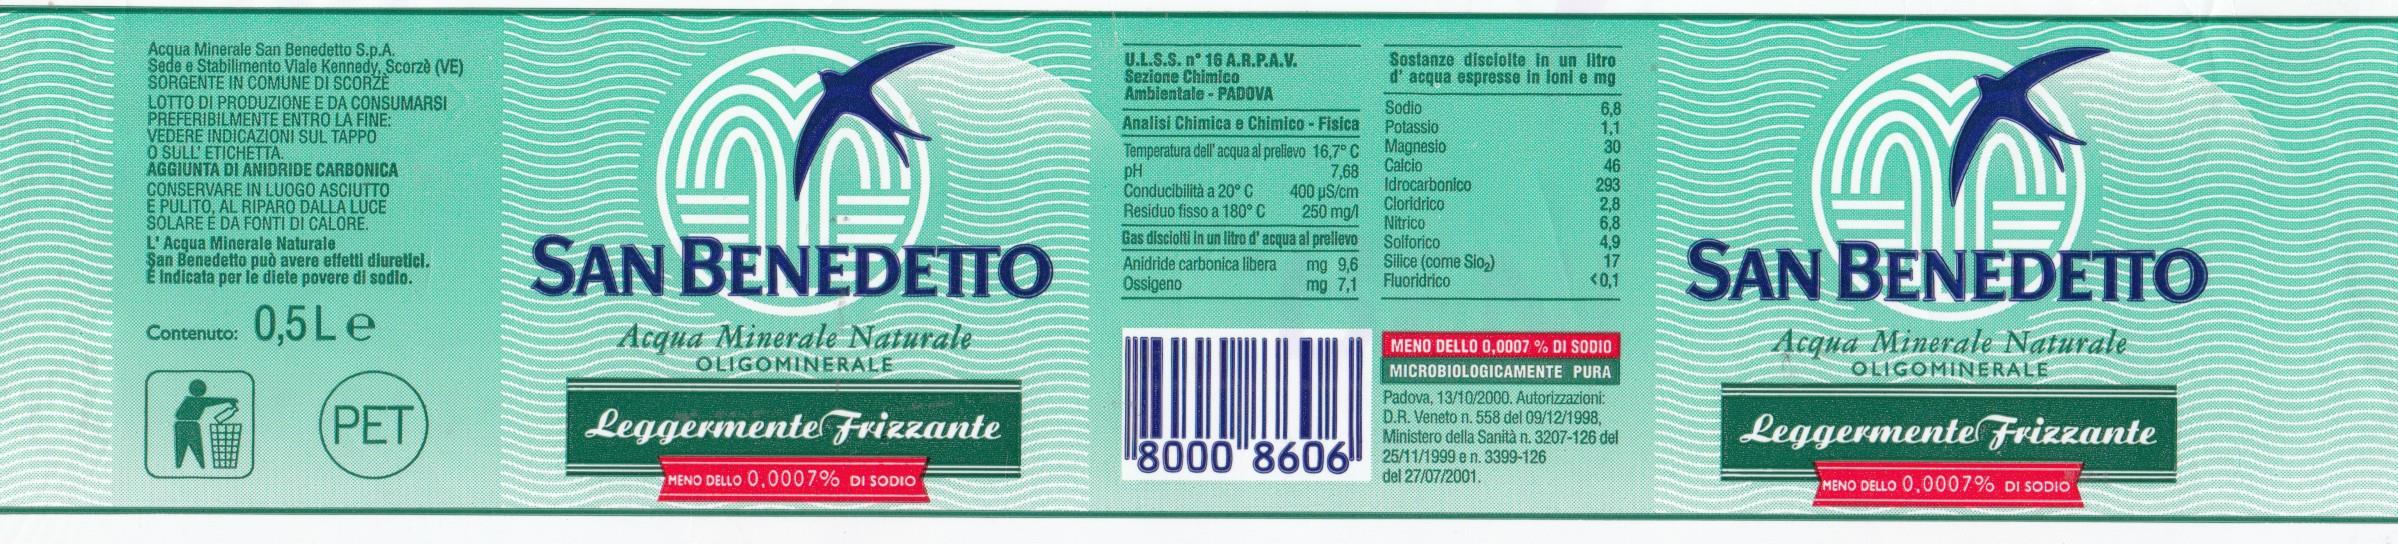 Acqua Minerale San Benedetto S.p.A.
Sede e Stabilimento Viale Kennedy, Scorzè (VE)
SORGENTE IN COMUNE DI SCORZÈ
LOTTO DI PRODUZIONE E DA CONSUMARSI
PREFERIBILMENTE ENTRO LA FINE:
VEDERE INDICAZIONI SUL TAPPO
O SULL' ETICHETTA.
AGGIUNTA DI ANIDRIDE CARBONICA
CONSERVARE IN LUOGO ASCIUTTO
E PULITO, AL RIPARO DALLA LUCE
SOLARE E DA FONTI DI CALORE.
L' Acqua Minerale Naturale
San Benedetto può avere effetti diuretici.
È indicata per le diete povere di sodio.
Contenuto: 0,5 L e
PET
SAN BENEDETTO
Acqua Minerale Naturale
OLIGOMINERALE
Leggermente Frizzante
MENO DELLO 0,0007% DI SODIO
U.L.S.S. n° 16 A.R.P.A.V.
Sezione Chimico
Ambientale - PADOVA
Analisi Chimica e Chimico - Fisica
Temperatura dell' acqua al prelievo 16,7° C
pH 7,68
Conducibilità a 20° C 400 µS/cm
Residuo fisso a 180° C 250 mg/l
Gas disciolti in un litro d' acqua al prelievo
Anidride carbonica libera mg 9,6
Ossigeno mg 7,1
8000 8606
Sostanze disciolte in un litro
d' acqua espresse in ioni e mg
Sodio 6,8
Potassio 1,1
Magnesio 30
Calcio 46
Idrocarbonico 293
Cloridrico 2,8
Nitrico 6,8
Solforico 4,9
Silice (come Sio2) 17
Fluoridrico <0,1
MENO DELLO 0,0007 % DI SODIO
MICROBIOLOGICAMENTE PURA
Padova, 13/10/2000. Autorizzazioni:
D.R. Veneto n. 558 del 09/12/1998,
Ministero della Sanità n. 3207-126 del
25/11/1999 e n. 3399-126
del 27/07/2001.
SAN BENEDETTO
Acqua Minerale Naturale
OLIGOMINERALE
Leggermente Frizzante
MENO DELLO 0,0007% DI SODIO